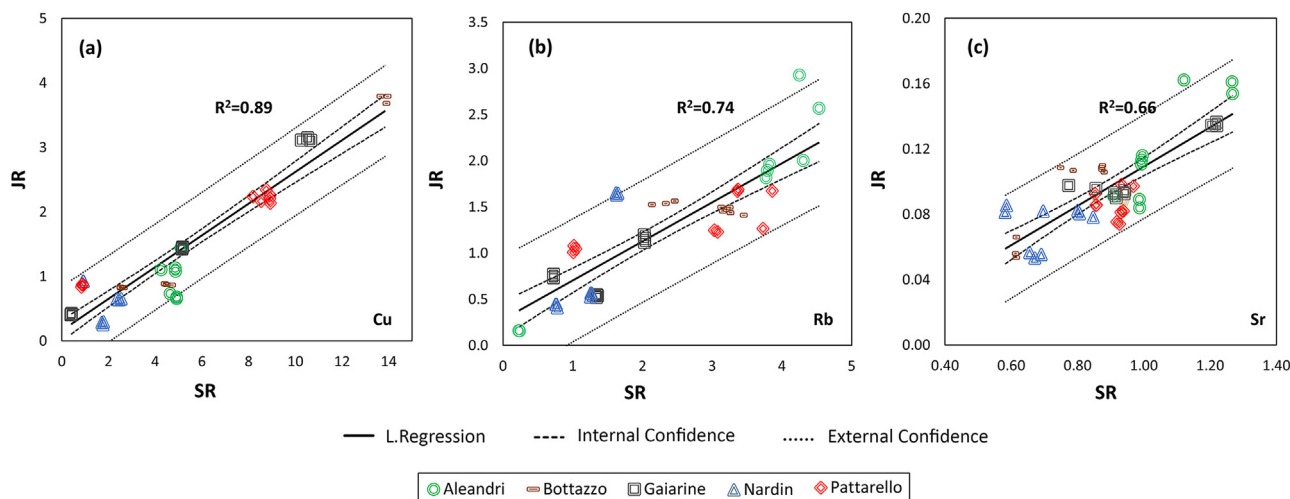 (a)
R²=0.89
Cu
JR
5
4
3
2
1
0
0 2 4 6 8 10 12 14 16
SR
(b)
R²=0.74
Rb
JR
3.5
3.0
2.5
2.0
1.5
1.0
0.5
0.0
0 1 2 3 4 5
SR
(c)
R²=0.66
Sr
JR
0.20
0.16
0.12
0.08
0.04
0.00
0.40 0.60 0.80 1.00 1.20 1.40
SR
L.Regression Internal Confidence External Confidence
Aleandri Bottazzo Gaiarine Nardin Pattarello